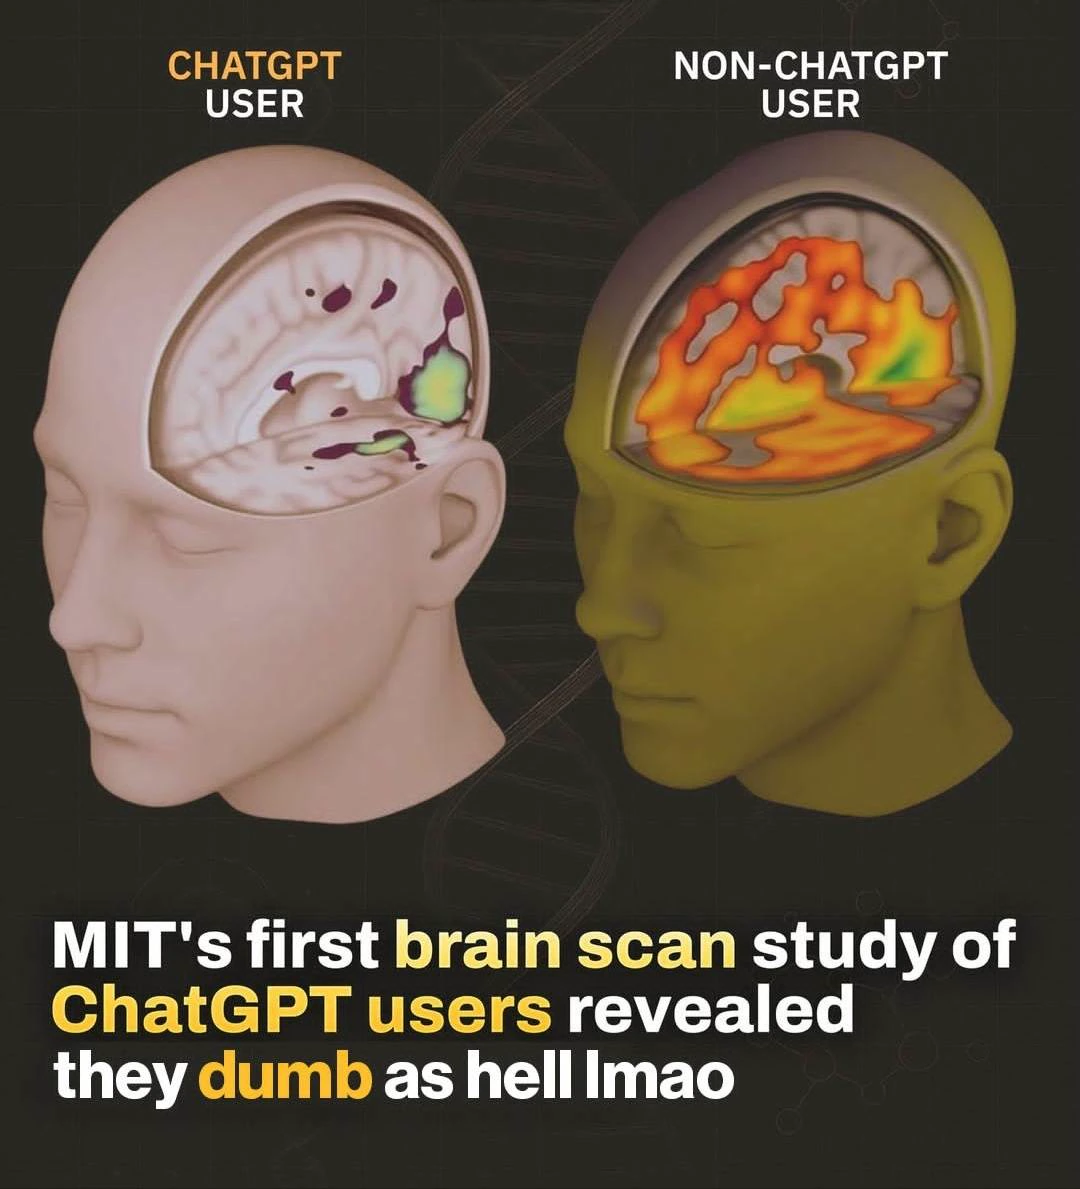 CHATGPT
USER
NON-CHATGPT
USER
MIT's first brain scan study of
ChatGPT users revealed
they dumb as hell lmao